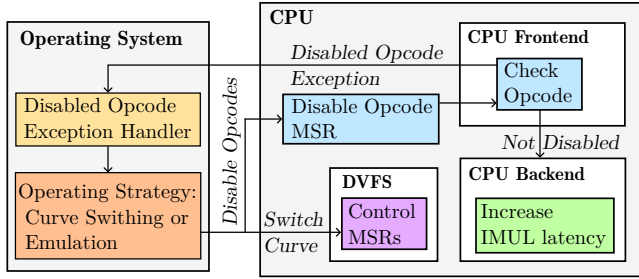 CPU
Operating System
CPU Frontend
Disabled Opcode
Exception
Check
Opcode
Disabled Opcode
Exception Handler
Disable Opcodes
Disable Opcode
MSR
Not Disabled
Operating Strategy:
Curve Swithing or
Emulation
Switch
Curve
DVFS
Control
MSRs
CPU Backend
Increase
IMUL latency